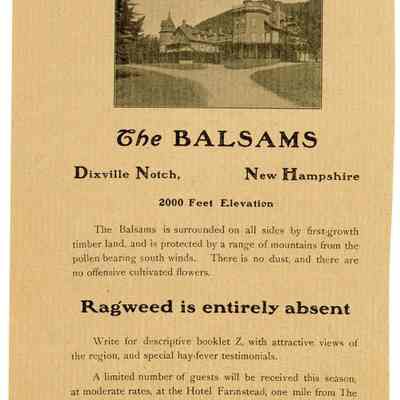 The BALSAMS
Dixville Notch, New Hampshire
2000 Feet Elevation
The Balsams is surrounded on all sides by first-growth
timber land, and is protected by a range of mountains from the
pollen bearing south winds. There is no dust, and there are
no offensive cultivated flowers.
Ragweed is entirely absent
Write for descriptive booklet Z, with attractive views of
the region, and special hay-fever testimonials.
A limited number of guests will be received this season,
at moderate rates, at the Hotel Farmstead, one mile from The